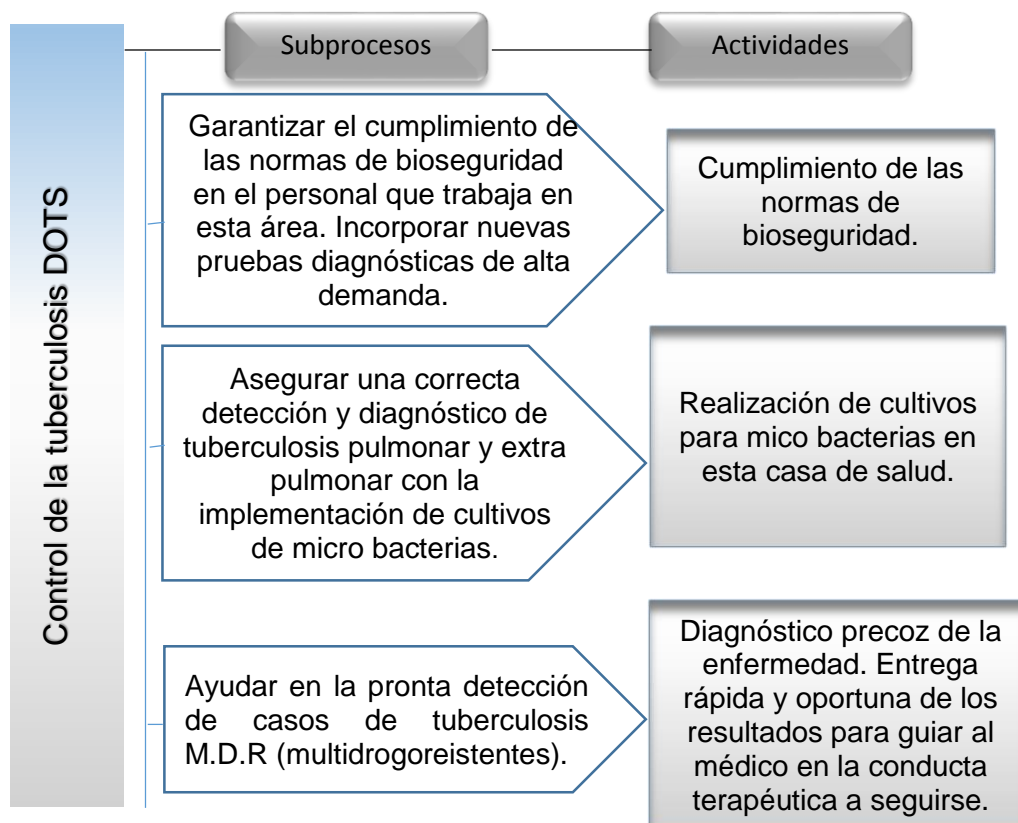 Subprocesos
Actividades
Control de la tuberculosis DOTS
Garantizar el cumplimiento de
las normas de bioseguridad
en el personal que trabaja en
esta área. Incorporar nuevas
pruebas diagnósticas de alta
demanda.
Cumplimiento de las
normas de
bioseguridad.
Asegurar una correcta
detección y diagnóstico de
tuberculosis pulmonar y extra
pulmonar con la
implementación de cultivos
de micro bacterias.
Realización de cultivos
para mico bacterias en
esta casa de salud.
Ayudar en la pronta detección
de casos de tuberculosis
M.D.R (multidrogoreistentes).
Diagnóstico precoz de la
enfermedad. Entrega
rápida y oportuna de los
resultados para guiar al
médico en la conducta
terapéutica a seguirse.